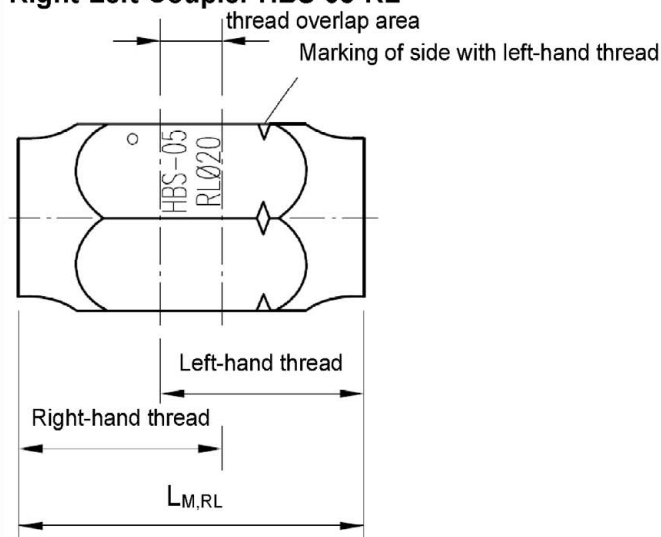 Right-Left-Coupler HBS-05-RL
thread overlap area
Marking of side with left-hand thread
HBS-05
RLØ20
Left-hand thread
Right-hand thread
LM,RL